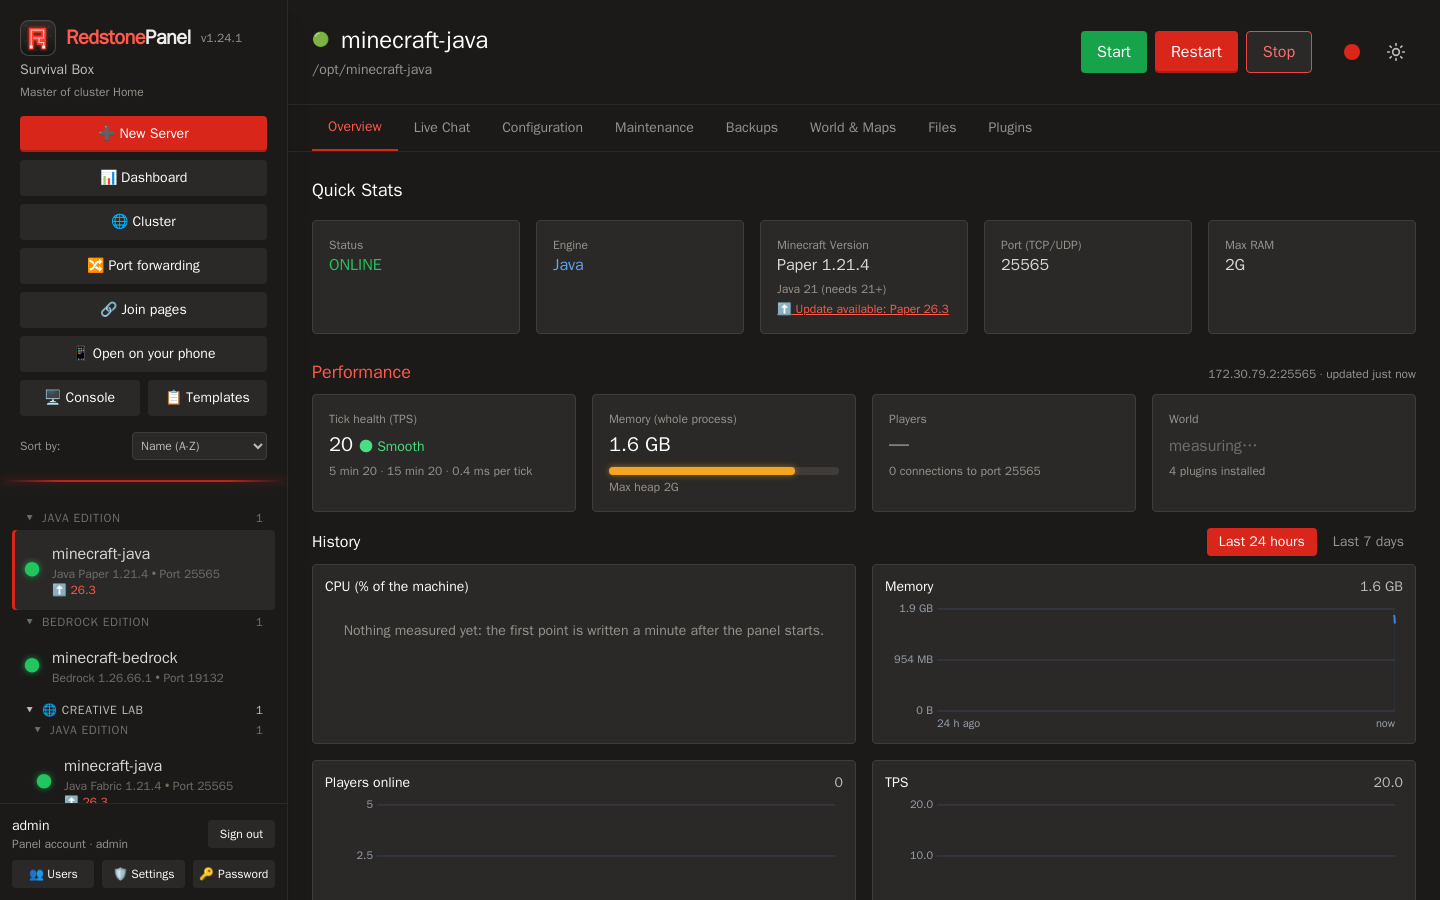 RedstonePanel v1.24.1
Survival Box
Master of cluster Home
➕ New Server
📊 Dashboard
🌐 Cluster
🔀 Port forwarding
🔗 Join pages
📱 Open on your phone
🖥️ Console
📋 Templates
Sort by:
Name (A-Z)
JAVA EDITION 1
minecraft-java
Java Paper 1.21.4 • Port 25565
⬆️ 26.3
BEDROCK EDITION 1
minecraft-bedrock
Bedrock 1.26.66.1 • Port 19132
🌐 CREATIVE LAB 1
JAVA EDITION 1
minecraft-java
Java Fabric 1.21.4 • Port 25565
⬆️ 26.3
admin
Panel account · admin
Sign out
👥 Users
🛡️ Settings
🔑 Password
minecraft-java
/opt/minecraft-java
Start
Restart
Stop
Overview
Live Chat
Configuration
Maintenance
Backups
World & Maps
Files
Plugins
Quick Stats
Status
ONLINE
Engine
Java
Minecraft Version
Paper 1.21.4
Java 21 (needs 21+)
⬆️ Update available: Paper 26.3
Port (TCP/UDP)
25565
Max RAM
2G
Performance
172.30.79.2:25565 · updated just now
Tick health (TPS)
20 Smooth
5 min 20 · 15 min 20 · 0.4 ms per tick
Memory (whole process)
1.6 GB
Max heap 2G
Players
—
0 connections to port 25565
World
measuring…
4 plugins installed
History
Last 24 hours
Last 7 days
CPU (% of the machine)
Nothing measured yet: the first point is written a minute after the panel starts.
Memory 1.6 GB
1.9 GB
954 MB
0 B
24 h ago
now
Players online 0
5
2.5
TPS 20.0
20.0
10.0